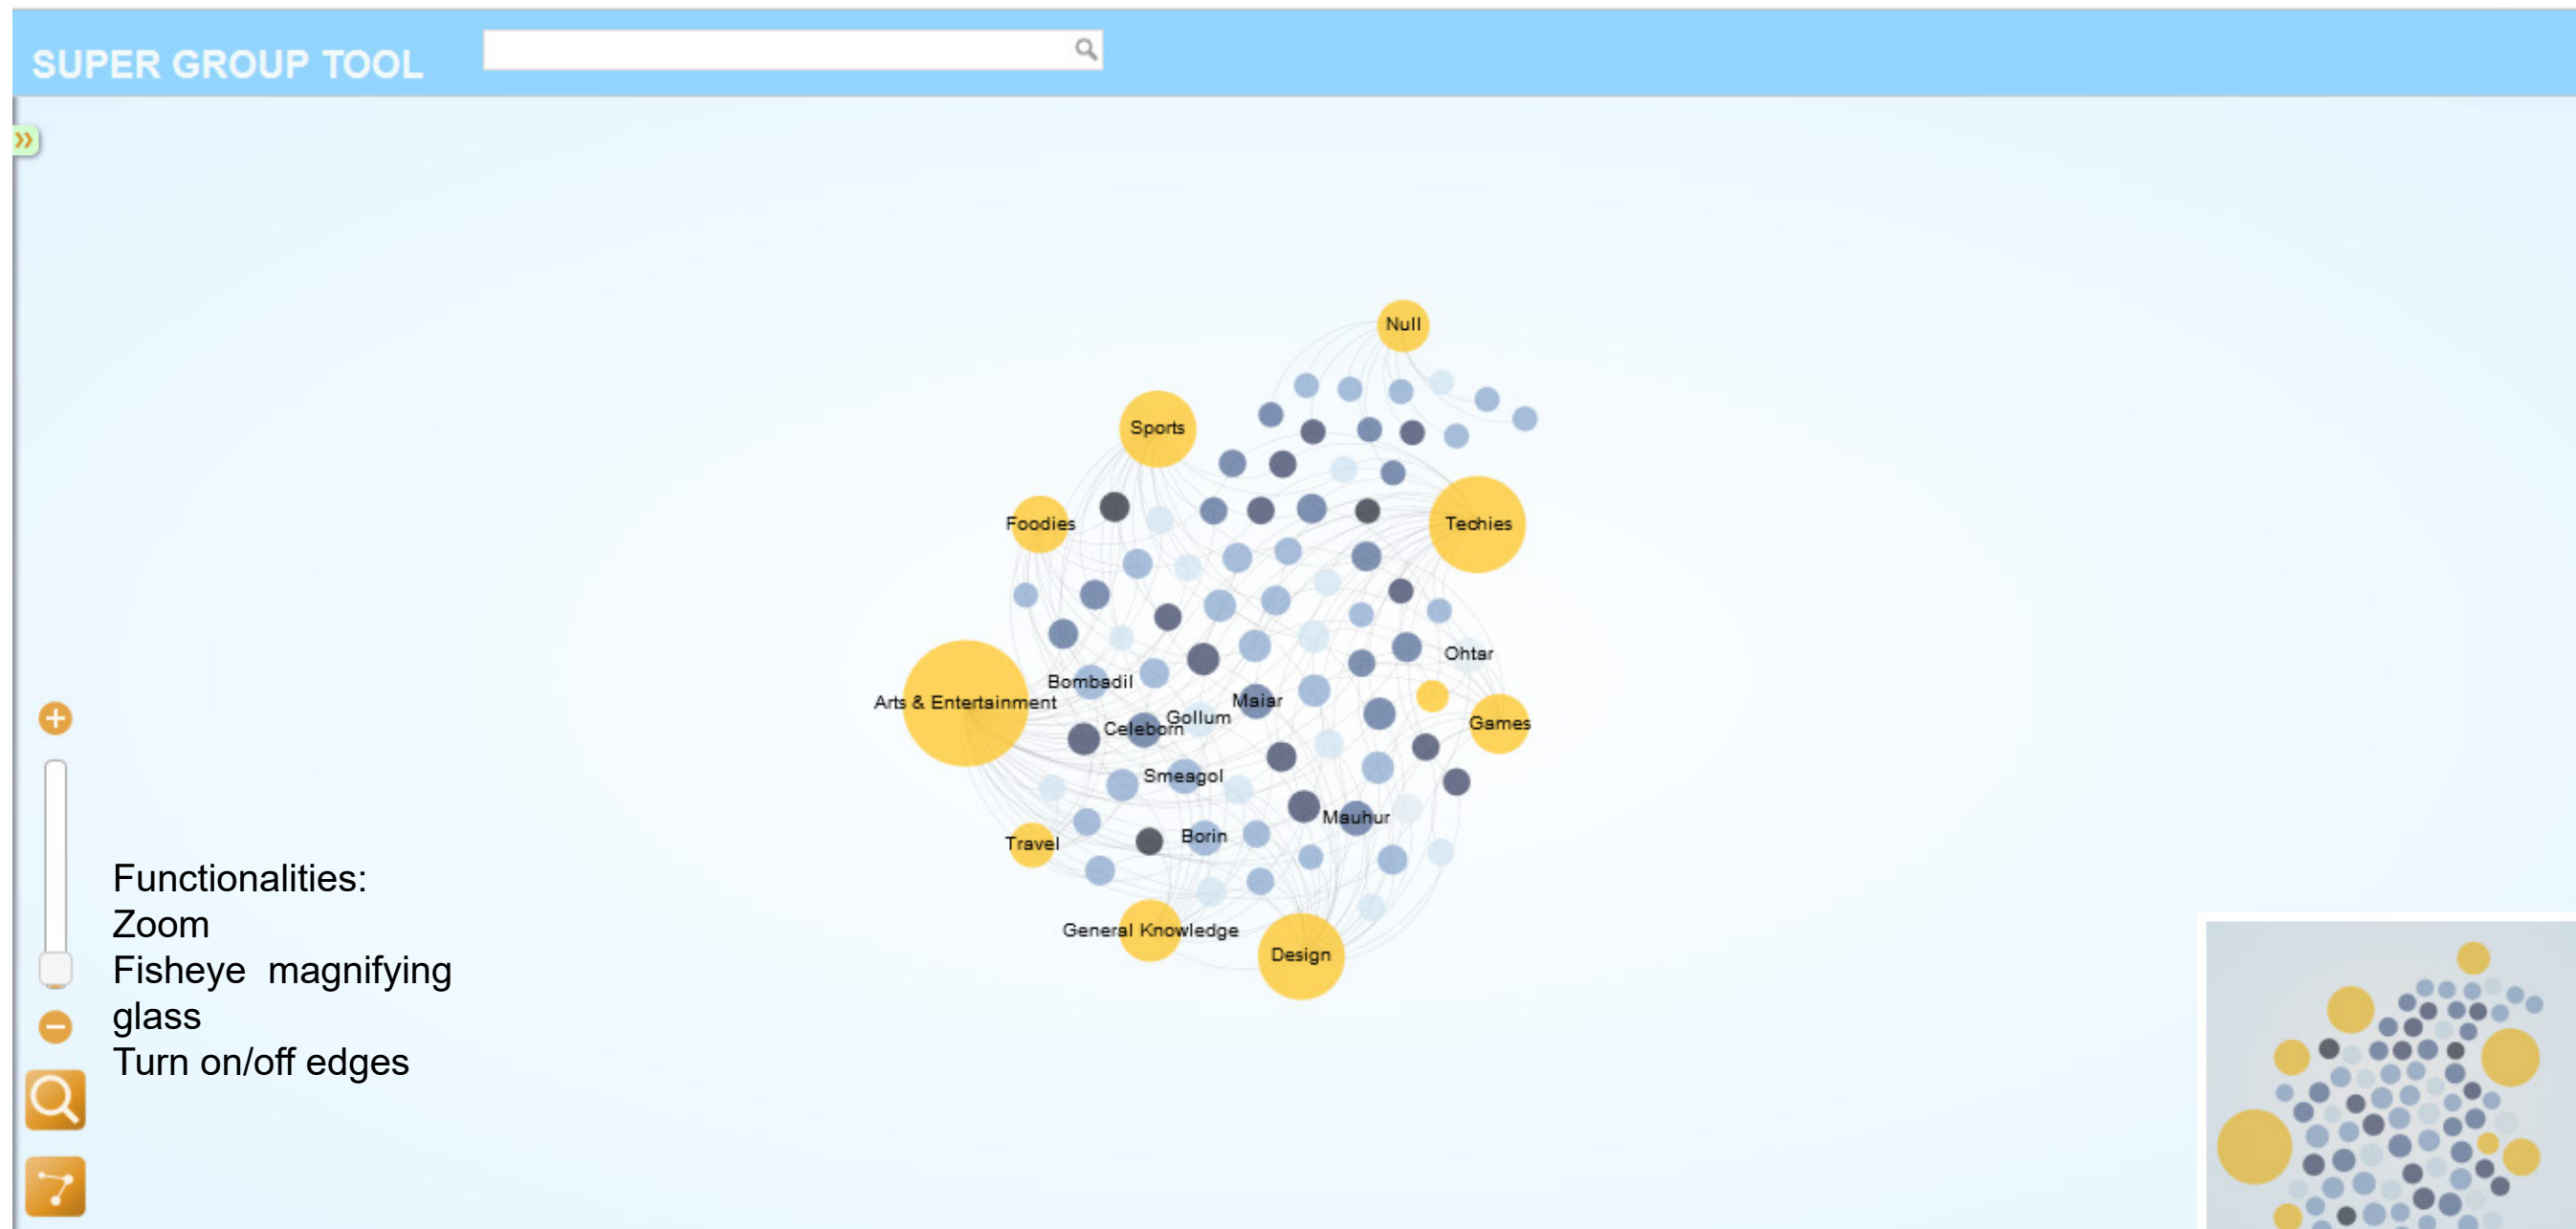 SUPER GROUP TOOL
Null
Sports
Foodies
Techies
Ohtar
Bombadil
Arts & Entertainment
Maiar
Gollum
Celeborn
Games
Smeagol
Mauhur
Borin
Travel
General Knowledge
Design
Functionalities:
Zoom
Fisheye magnifying
glass
Turn on/off edges